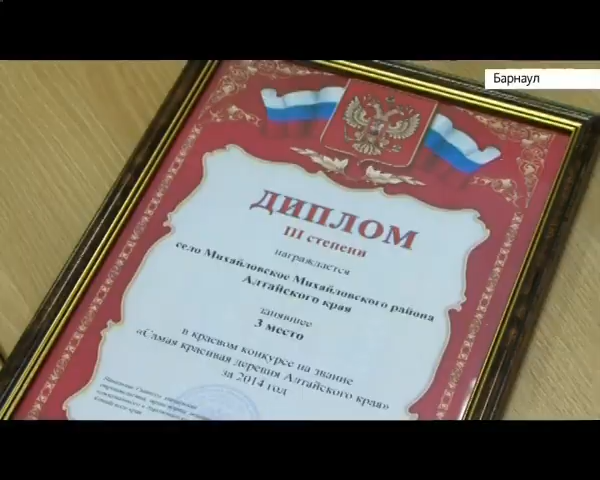 Барнаул
ДИПЛОМ
III степени
награждается
село Михайловское Михайловского района
Алтайского края
занявшее
3 место
в краевом конкурсе на звание
«Самая красивая деревня Алтайского края»
за 2014 год